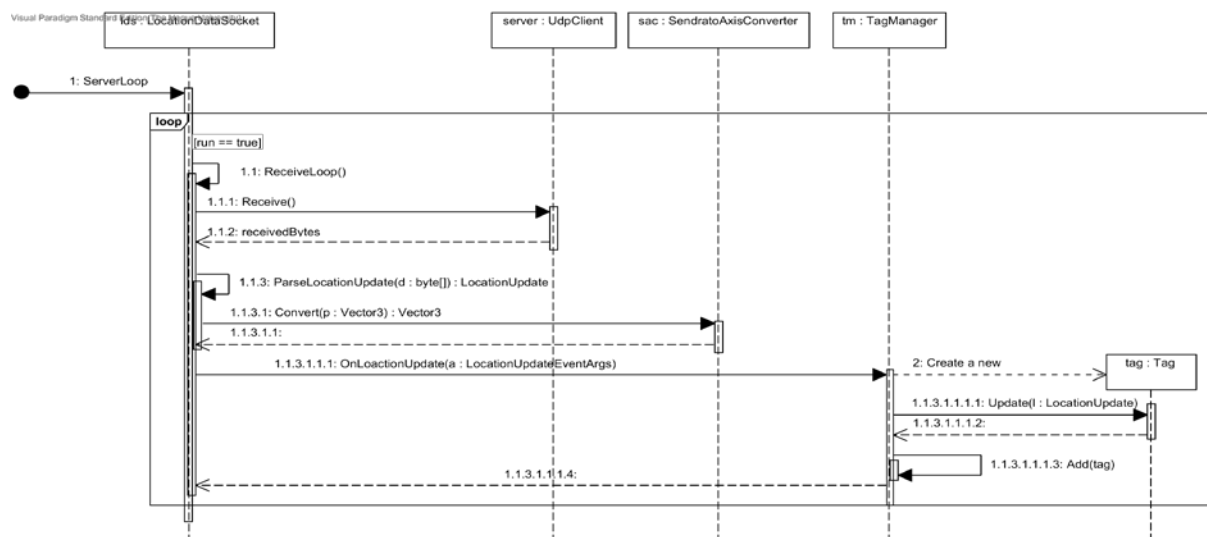 Visual Paradigm Standard Edition
lds : LocationDataSocket
server : UdpClient
sac : SendratoAxisConverter
tm : TagManager
1: ServerLoop
loop
[run == true]
1.1: ReceiveLoop()
1.1.1: Receive()
1.1.2: receivedBytes
1.1.3: ParseLocationUpdate(d : byte[]) : LocationUpdate
1.1.3.1: Convert(p : Vector3) : Vector3
1.1.3.1.1:
1.1.3.1.1.1: OnLoactionUpdate(a : LocationUpdateEventArgs)
2: Create a new
tag : Tag
1.1.3.1.1.1.1: Update(l : LocationUpdate)
1.1.3.1.1.1.2:
1.1.3.1.1.1.3: Add(tag)
1.1.3.1.1.1.4: